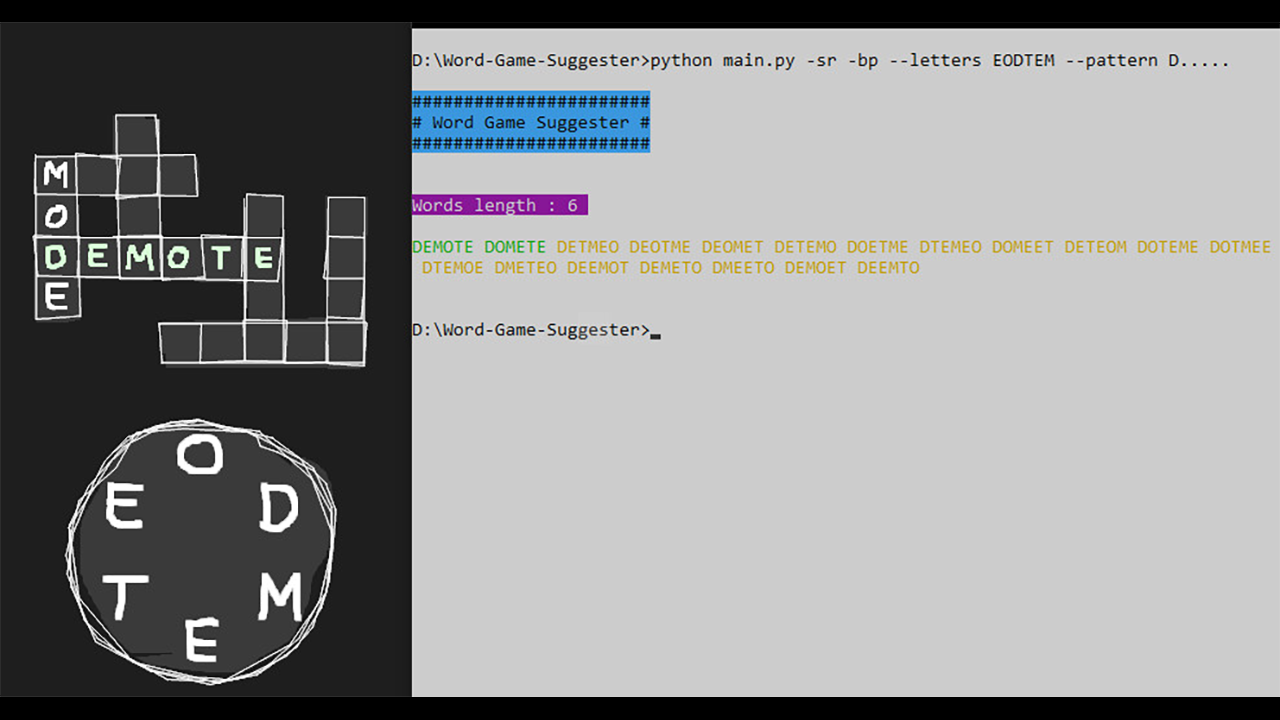 M
O
DEMOTE
E
O
E D
T M
E
D:\Word-Game-Suggester>python main.py -sr -bp --letters EODTEM --pattern D.....
#######################
# Word Game Suggester #
#######################
Words length : 6
DEMOTE DOMETE DETMEO DEOTME DEOMET DETEMO DOETME DTEMEO DOMEET DETEOM DOTEME DOTMEE
DTEMOE DMETEO DEEMOT DEMETO DMEETO DEMOET DEEMTO
D:\Word-Game-Suggester>